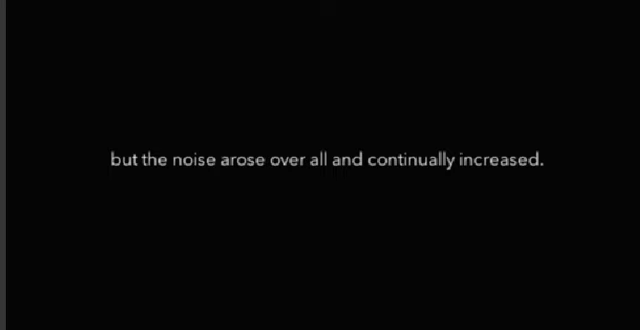 but the noise arose over all and continually increased.